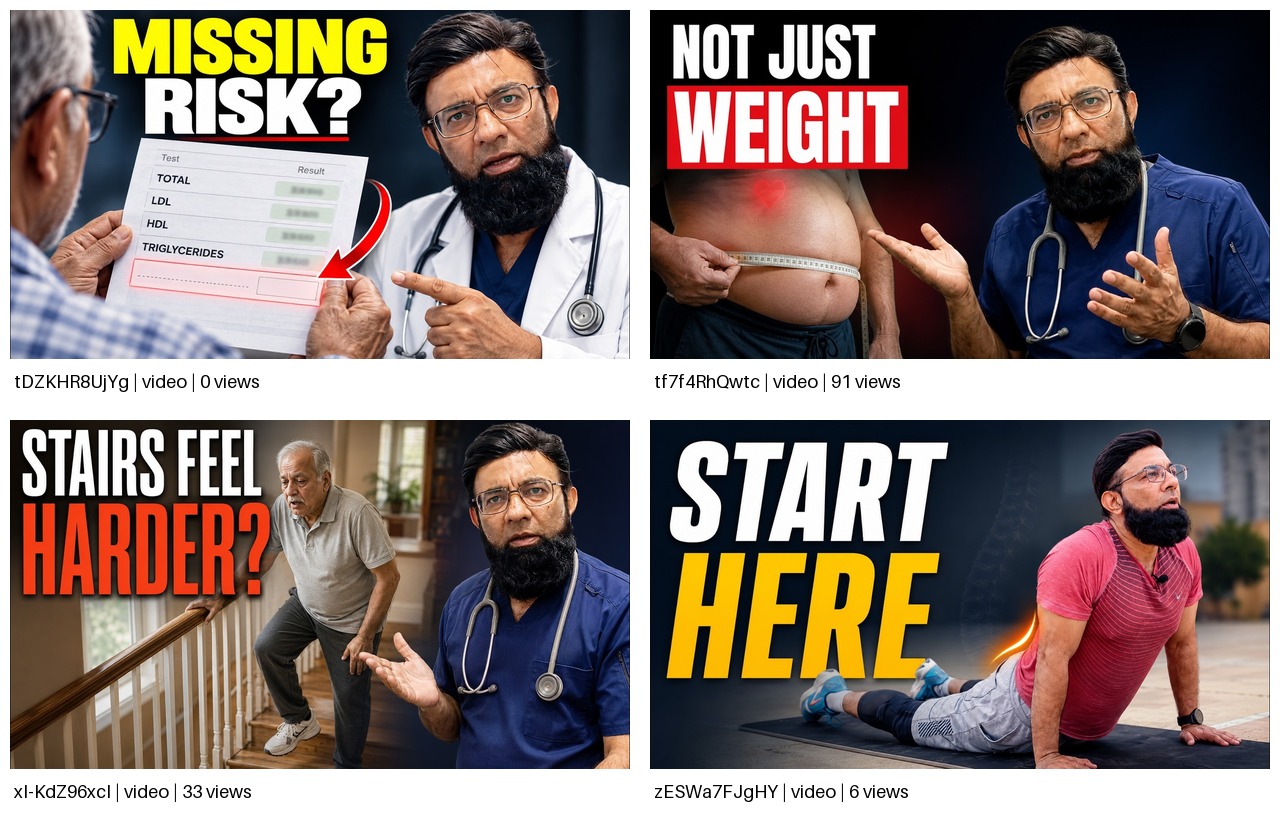 MISSING
RISK?
Test Result
TOTAL
LDL
HDL
TRIGLYCERIDES
tDZKHR8UjYg | video | 0 views
NOT JUST
WEIGHT
tf7f4RhQwtc | video | 91 views
STAIRS FEEL
HARDER?
xI-KdZ96xcI | video | 33 views
START
HERE
zESWa7FJgHY | video | 6 views